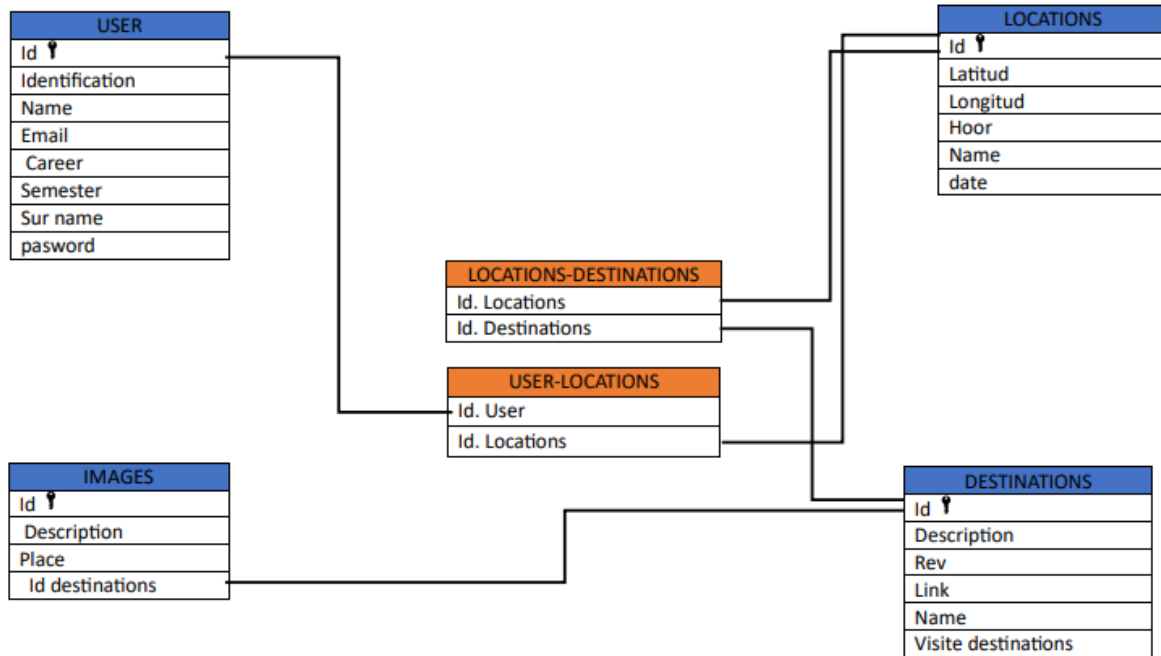 USER
Id
Identification
Name
Email
Career
Semester
Sur name
pasword
LOCATIONS
Id
Latitud
Longitud
Hoor
Name
date
LOCATIONS-DESTINATIONS
Id. Locations
Id. Destinations
USER-LOCATIONS
Id. User
Id. Locations
IMAGES
Id
Description
Place
Id destinations
DESTINATIONS
Id
Description
Rev
Link
Name
Visite destinations